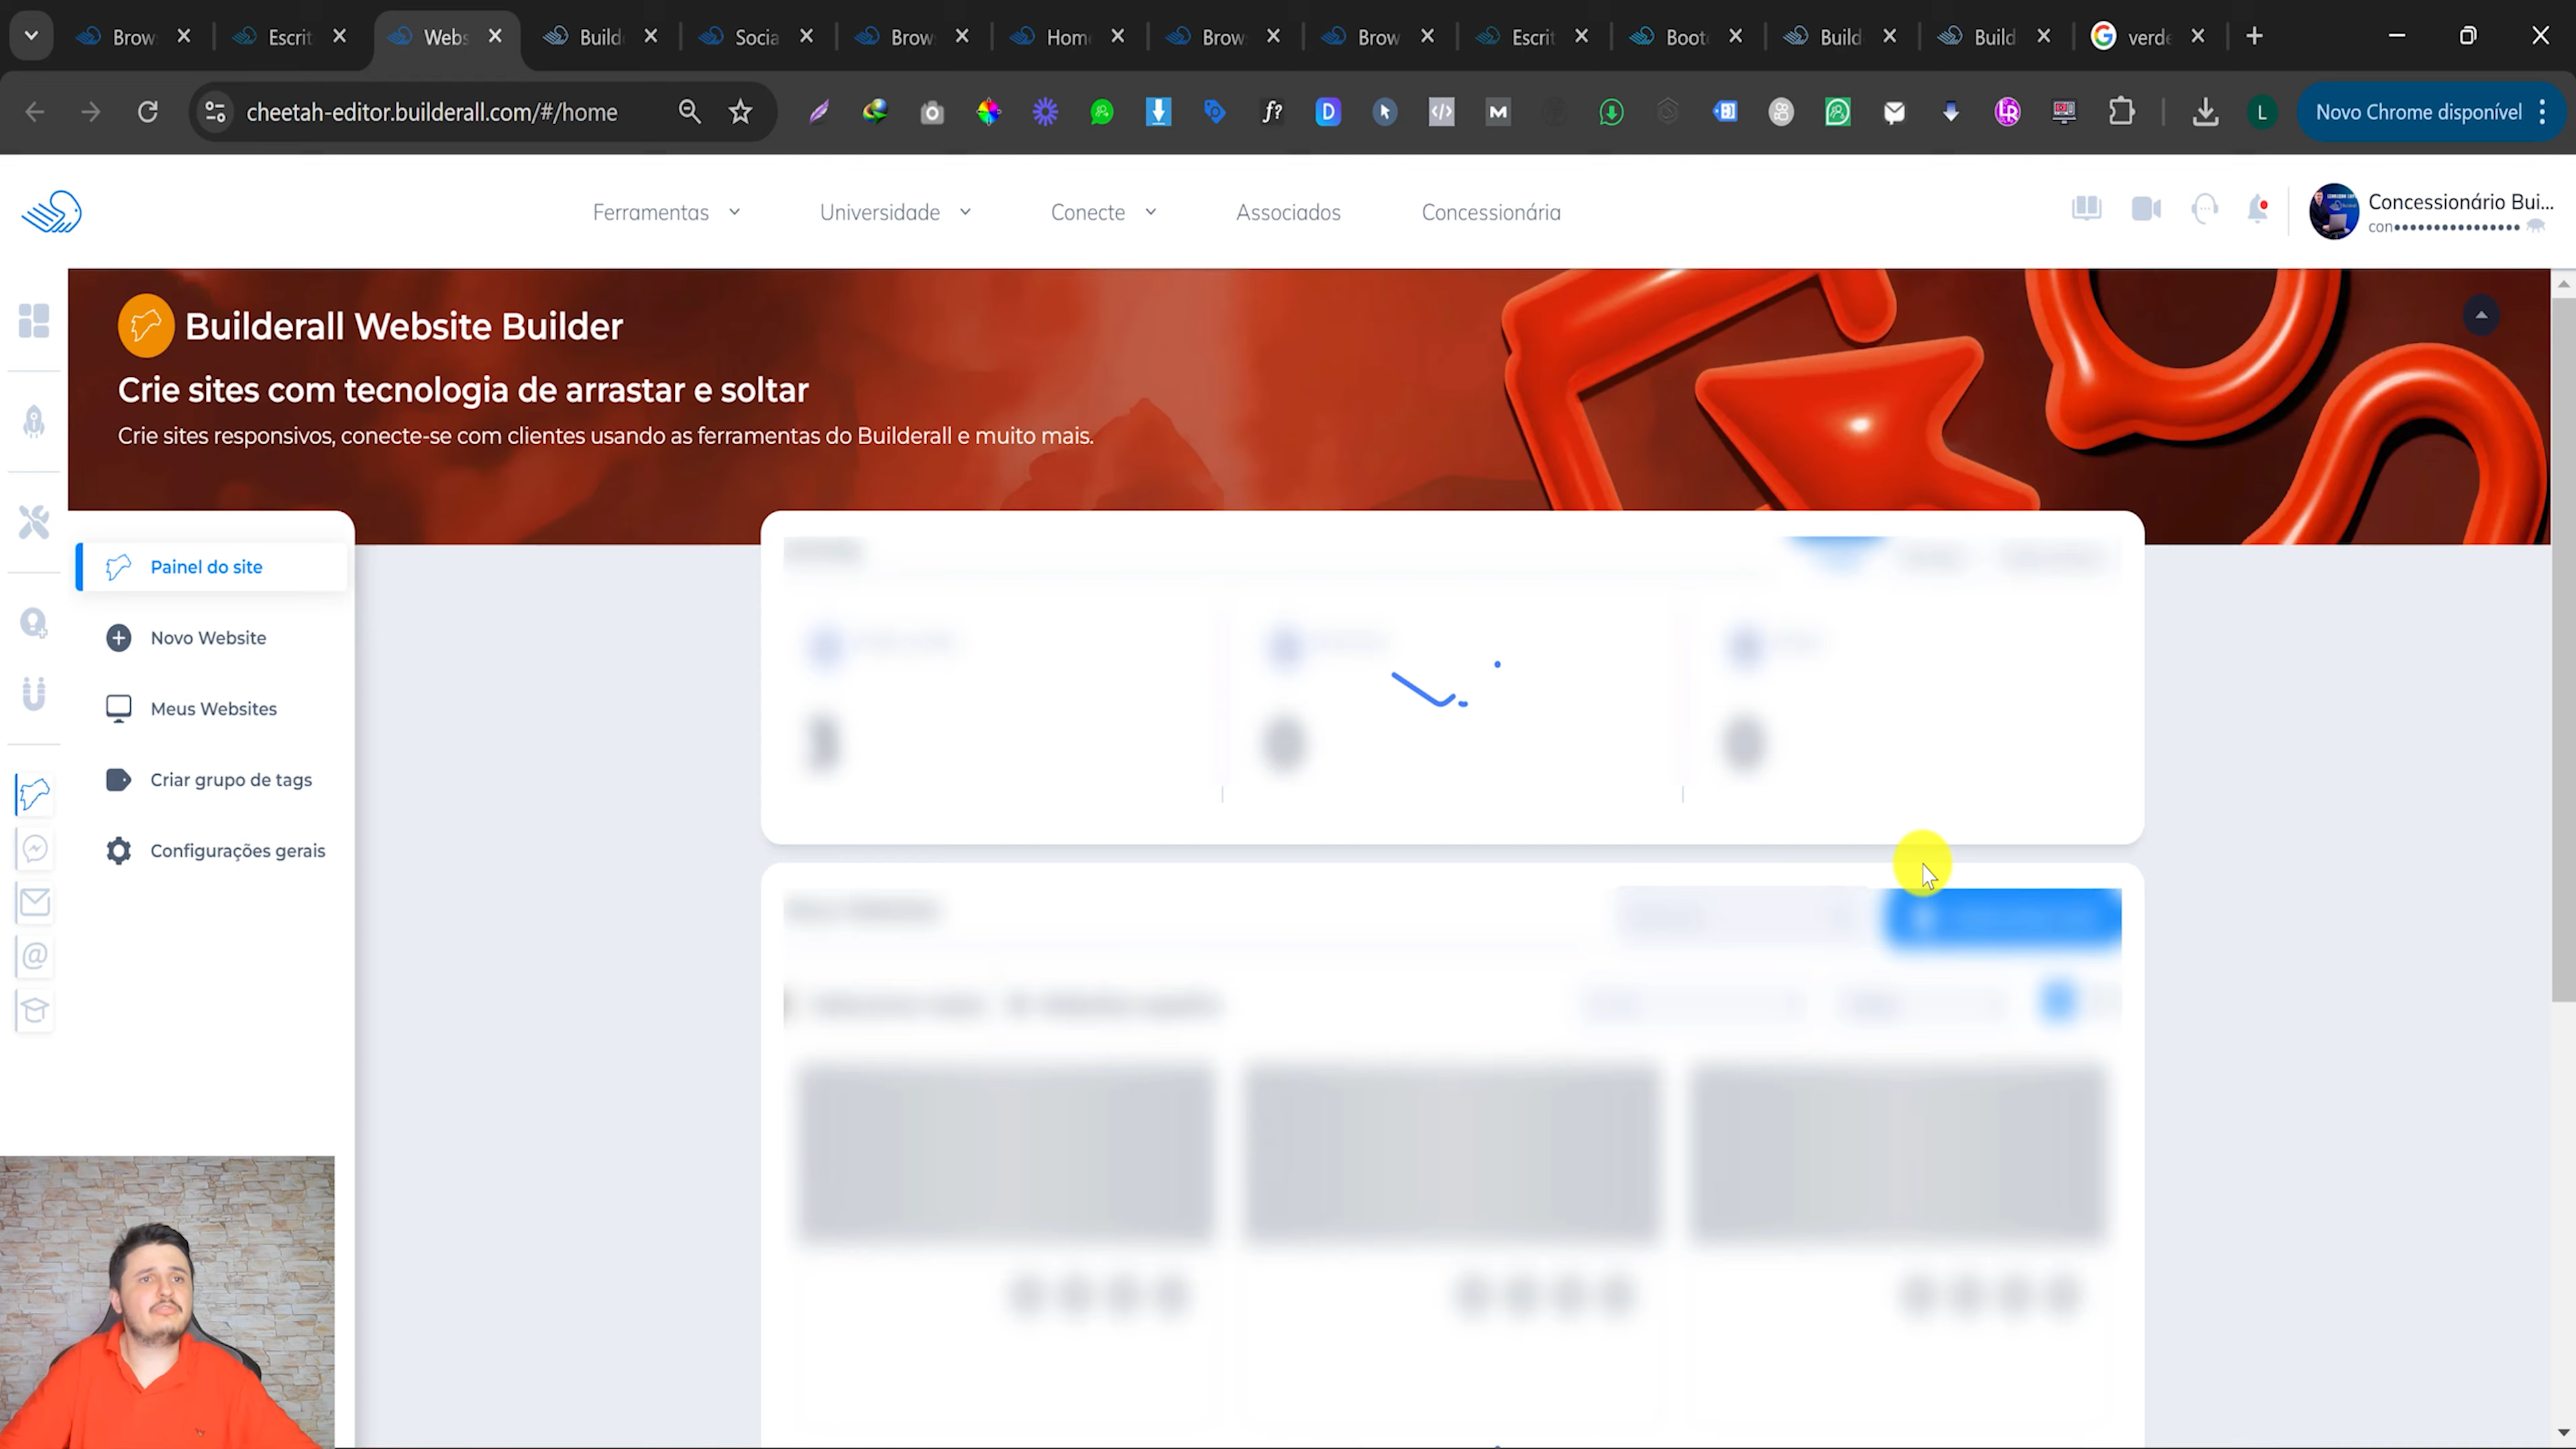 Brow
Escrit
Webs
Builde
Socia
Brow
Hom
Brow
Brow
Escrit
Boote
Build
Build
verde
cheetah-editor.builderall.com/#/home
Novo Chrome disponível
Ferramentas
Universidade
Conecte
Associados
Concessionária
Concessionário Bui...
con••••••••••••••••
Builderall Website Builder
Crie sites com tecnologia de arrastar e soltar
Crie sites responsivos, conecte-se com clientes usando as ferramentas do Builderall e muito mais.
Painel do site
Novo Website
Meus Websites
Criar grupo de tags
Configurações gerais